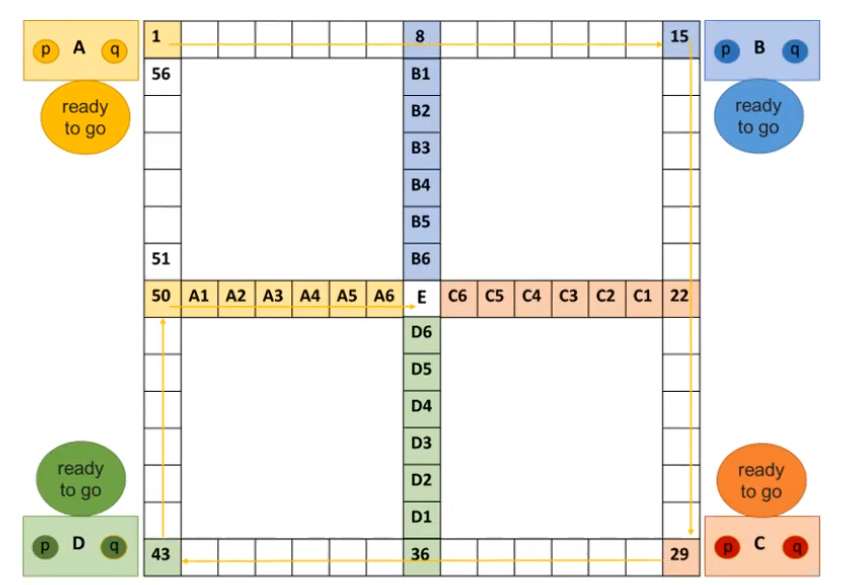 p A q
1 8 15
p B q
ready
to go
56 B1
ready
to go
B2
B3
B4
B5
51 B6
50 A1 A2 A3 A4 A5 A6 E C6 C5 C4 C3 C2 C1 22
D6
D5
D4
D3
ready
to go
D2
ready
to go
D1
p D q
43 36 29
p C q